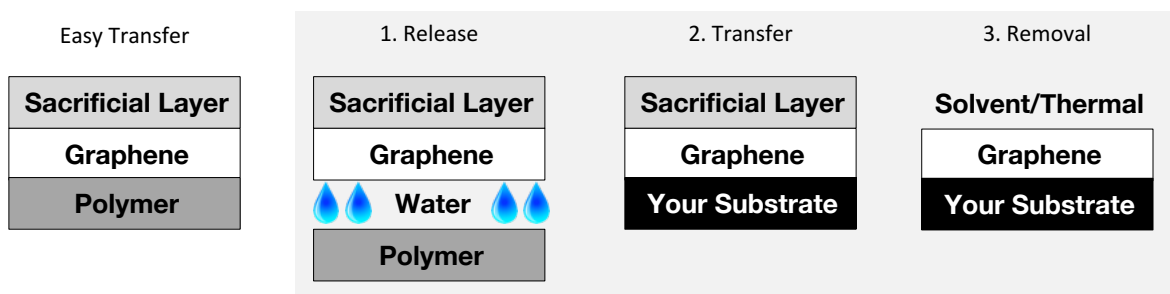 Easy Transfer
Sacrificial Layer
Graphene
Polymer
1. Release
Sacrificial Layer
Graphene
Water
Polymer
2. Transfer
Sacrificial Layer
Graphene
Your Substrate
3. Removal
Solvent/Thermal
Graphene
Your Substrate